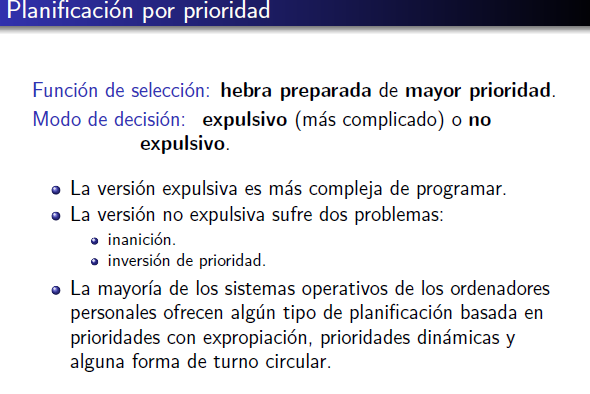 Planificación por prioridad
Función de selección: hebra preparada de mayor prioridad.
Modo de decisión: expulsivo (más complicado) o no
expulsivo.
La versión expulsiva es más compleja de programar.
La versión no expulsiva sufre dos problemas:
inanición.
inversión de prioridad.
La mayoría de los sistemas operativos de los ordenadores
personales ofrecen algún tipo de planificación basada en
prioridades con expropiación, prioridades dinámicas y
alguna forma de turno circular.